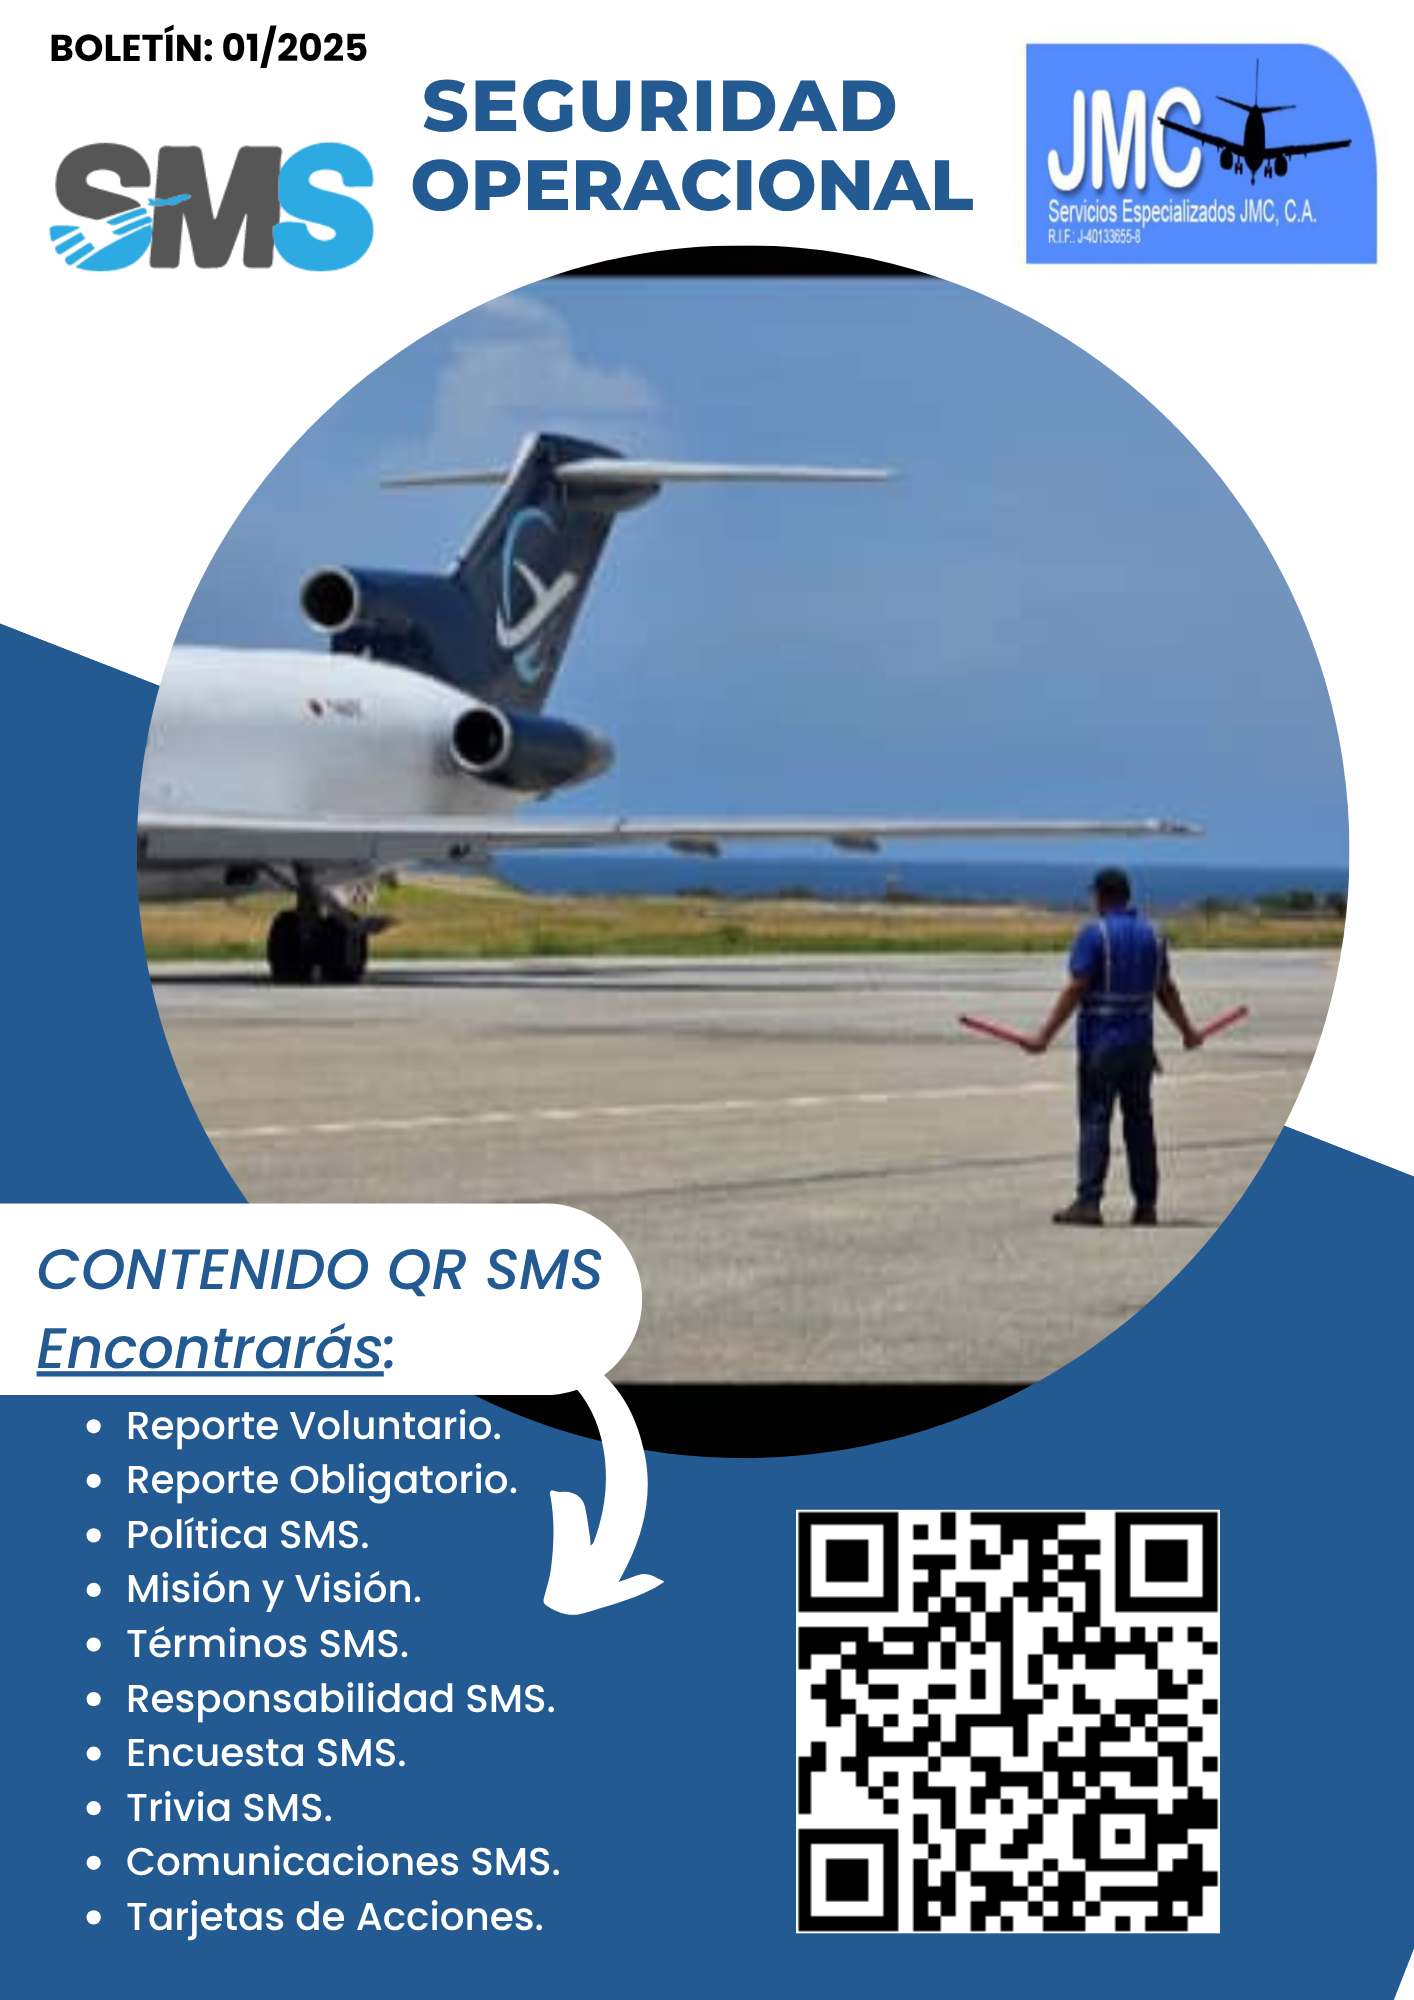 BOLETÍN: 01/2025
SEGURIDAD
OPERACIONAL
SMS
JMC
Servicios Especializados JMC, C.A.
R.I.F.: J-40133655-8
CONTENIDO QR SMS
Encontrarás:
• Reporte Voluntario.
• Reporte Obligatorio.
• Política SMS.
• Misión y Visión.
• Términos SMS.
• Responsabilidad SMS.
• Encuesta SMS.
• Trivia SMS.
• Comunicaciones SMS.
• Tarjetas de Acciones.